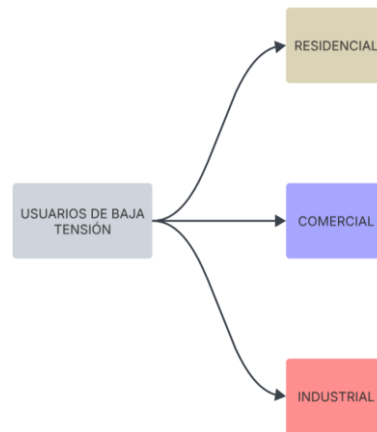 RESIDENCIAL
USUARIOS DE BAJA
TENSIÓN
COMERCIAL
INDUSTRIAL